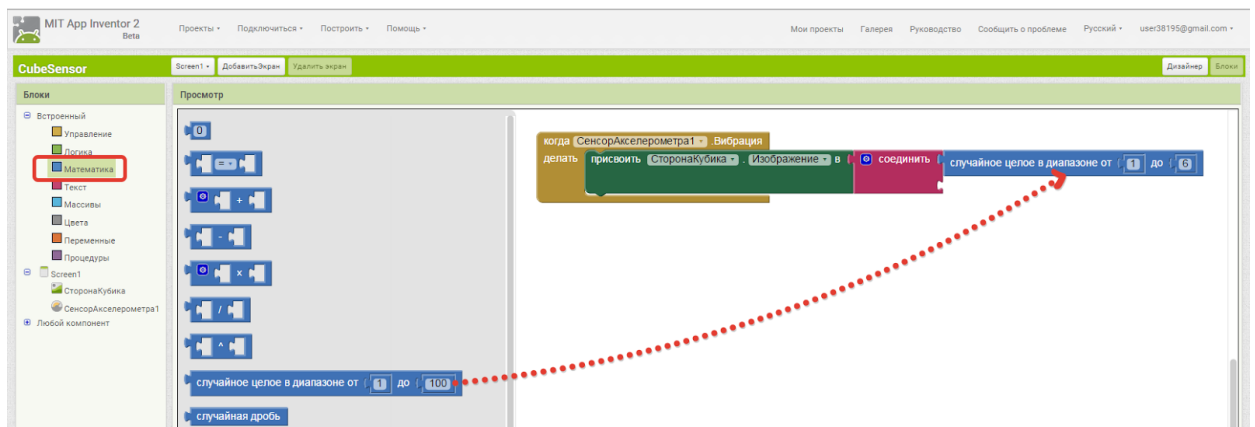 MIT App Inventor 2
Beta
Проекты Подключиться Построить Помощь
Мои проекты Галерея Руководство Сообщить о проблеме Русский user38195@gmail.com
CubeSensor
Screen1 ДобавитьЭкран Удалить экран
Дизайнер Блоки
Блоки
Просмотр
Встроенный
Управление
Логика
Математика
Текст
Массивы
Цвета
Переменные
Процедуры
Screen1
СторонаКубика
СенсорАкселерометра1
Любой компонент
0
=
+
-
x
/
^
случайное целое в диапазоне от 1 до 100
случайная дробь
когда СенсорАкселерометра1 .Вибрация
делать присвоить СторонаКубика . Изображение в соединить случайное целое в диапазоне от 1 до 6